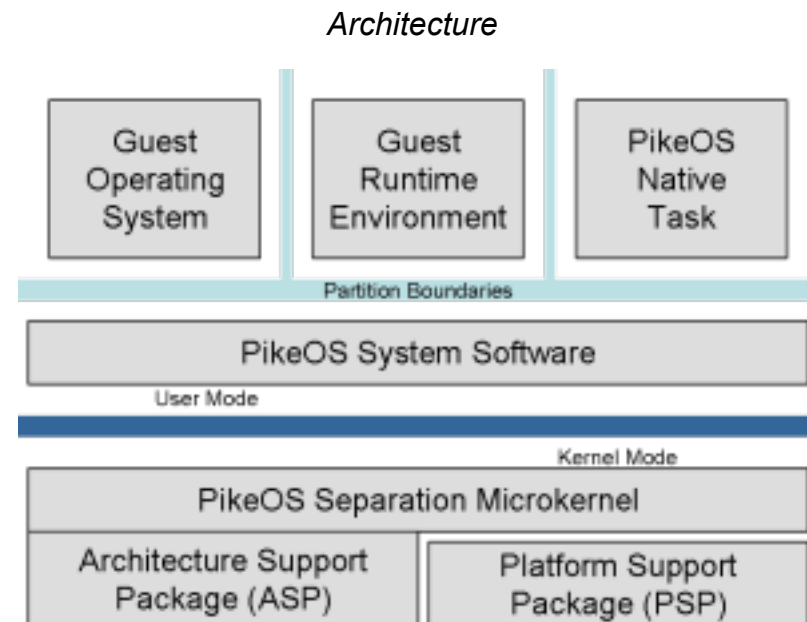 Architecture
Guest
Operating
System
Guest
Runtime
Environment
PikeOS
Native
Task
Partition Boundaries
PikeOS System Software
User Mode
Kernel Mode
PikeOS Separation Microkernel
Architecture Support
Package (ASP)
Platform Support
Package (PSP)